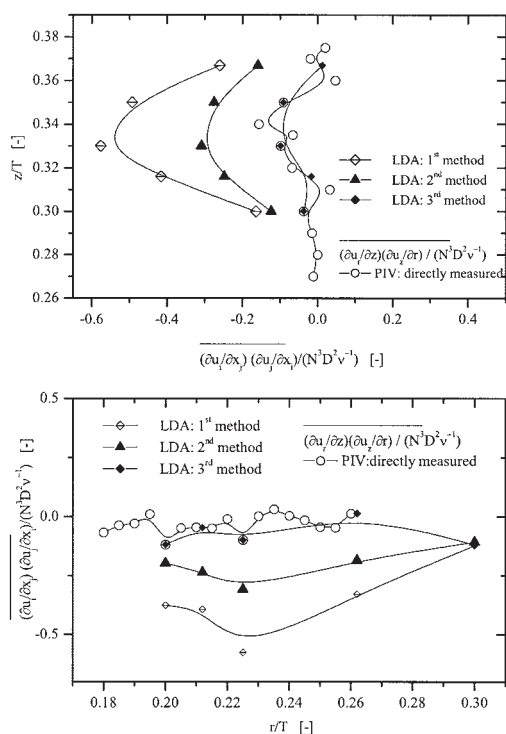 0.38
0.36
0.34
0.32
0.30
0.28
0.26
z/T [-]
LDA: 1st method
LDA: 2nd method
LDA: 3rd method
(∂u_r/∂z)(∂u_z/∂r) / (N³D²ν⁻¹)
PIV: directly measured
-0.6 -0.4 -0.2 0.0 0.2 0.4
(∂u_i/∂x_j) (∂u_j/∂x_i)/(N³D²ν⁻¹) [-]
0.5
0.0
-0.5
(∂u_i/∂x_j) (∂u_j/∂x_i)/(N³D²ν⁻¹) [-]
LDA: 1st method
LDA: 2nd method
LDA: 3rd method
(∂u_r/∂z)(∂u_z/∂r) / (N³D²ν⁻¹)
PIV:directly measured
0.18 0.20 0.22 0.24 0.26 0.28 0.30
r/T [-]